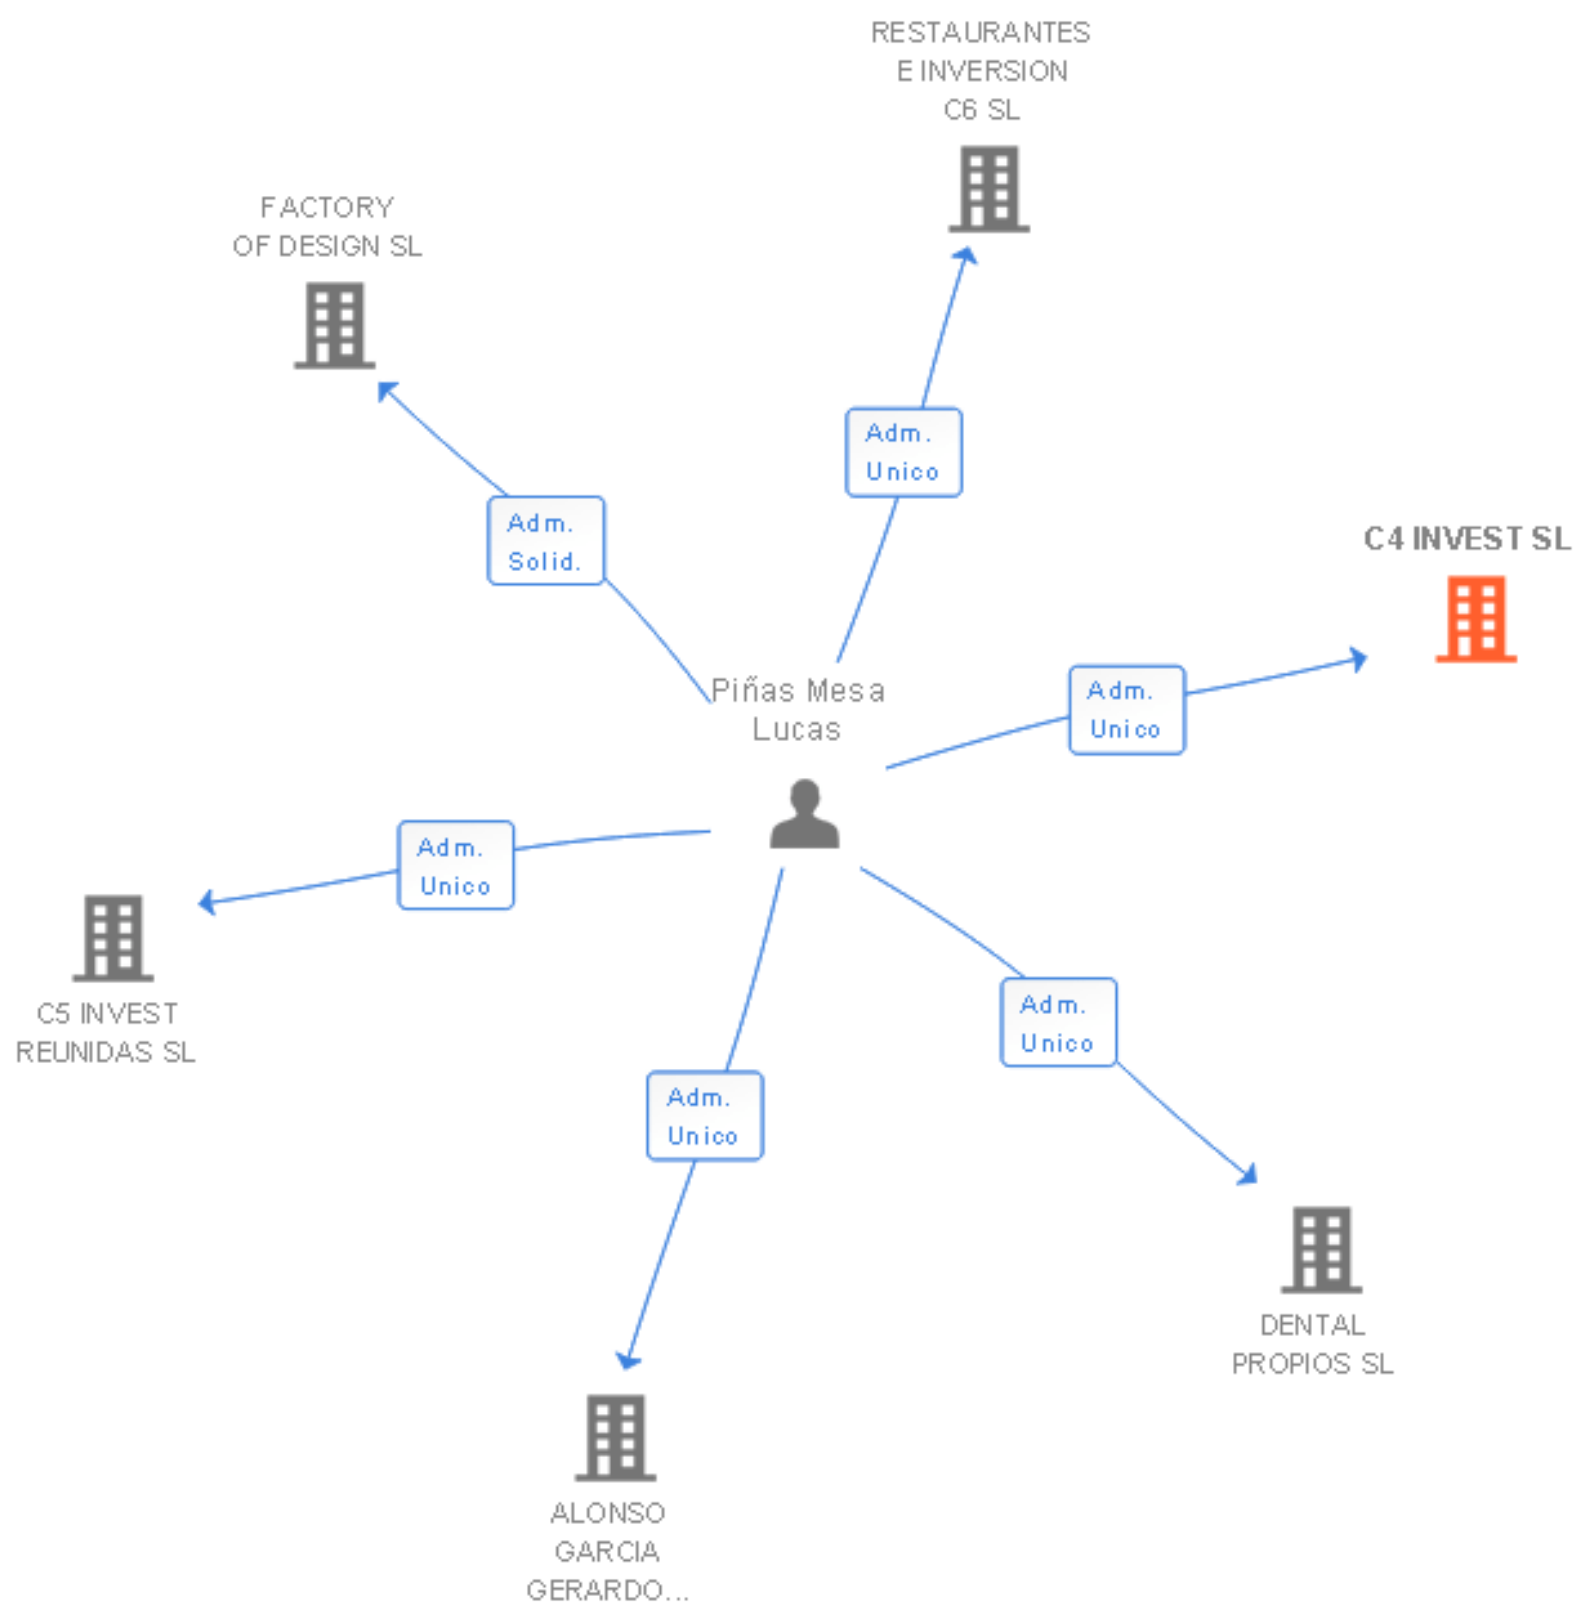 RESTAURANTES
E INVERSION
C6 SL
FACTORY
OF DESIGN SL
Adm.
Unico
Adm.
Solid.
C4 INVEST SL
Piñas Mesa
Lucas
Adm.
Unico
Adm.
Unico
C5 INVEST
REUNIDAS SL
Adm.
Unico
Adm.
Unico
DENTAL
PROPIOS SL
ALONSO
GARCIA
GERARDO...